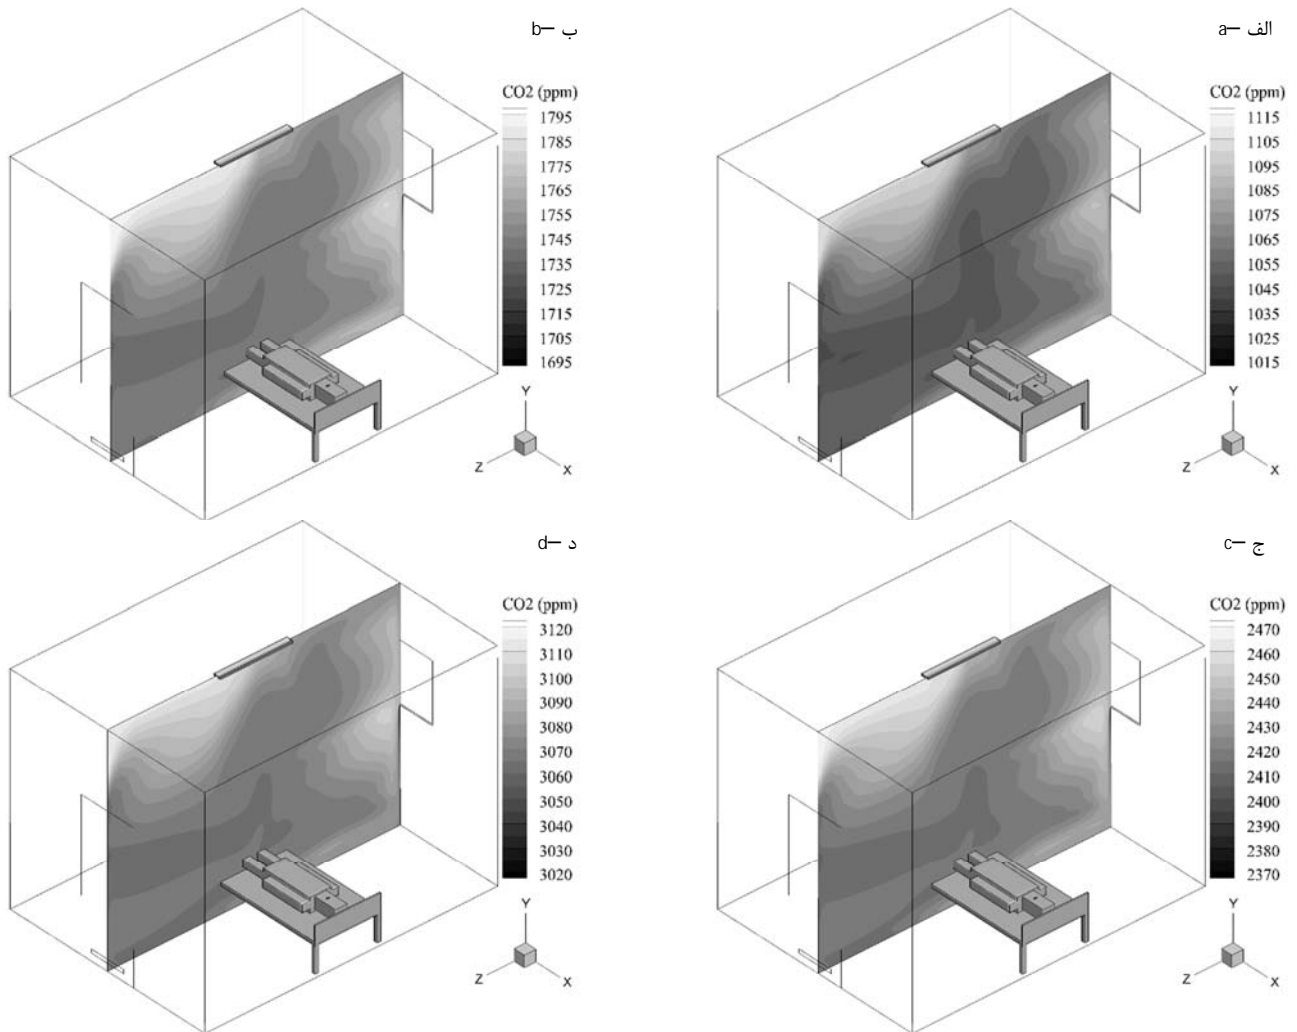 الف –a
CO2 (ppm)
1115
1105
1095
1085
1075
1065
1055
1045
1035
1025
1015
Y
Z
X
ب –b
CO2 (ppm)
1795
1785
1775
1765
1755
1745
1735
1725
1715
1705
1695
Y
Z
X
ج –c
CO2 (ppm)
2470
2460
2450
2440
2430
2420
2410
2400
2390
2380
2370
Y
Z
X
د –d
CO2 (ppm)
3120
3110
3100
3090
3080
3070
3060
3050
3040
3030
3020
Y
Z
X